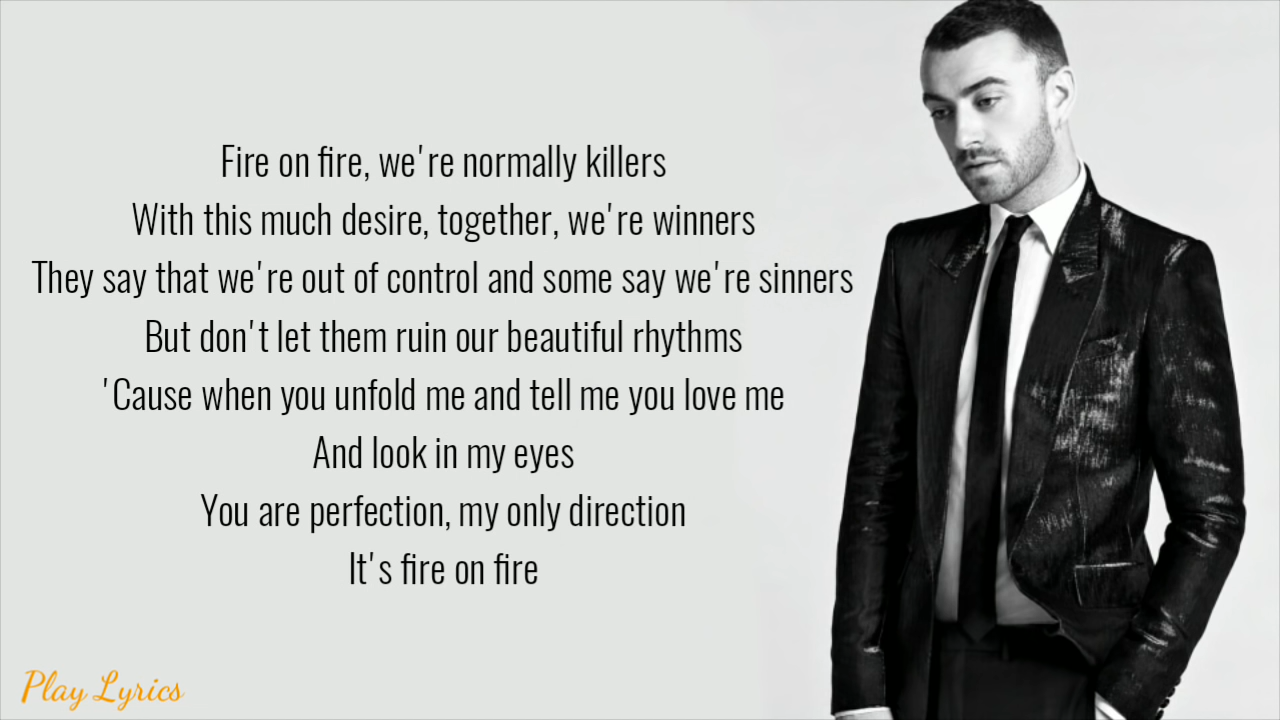 Fire on fire, we're normally killers
With this much desire, together, we're winners
They say that we're out of control and some say we're sinners
But don't let them ruin our beautiful rhythms
'Cause when you unfold me and tell me you love me
And look in my eyes
You are perfection, my only direction
It's fire on fire
Play Lyrics